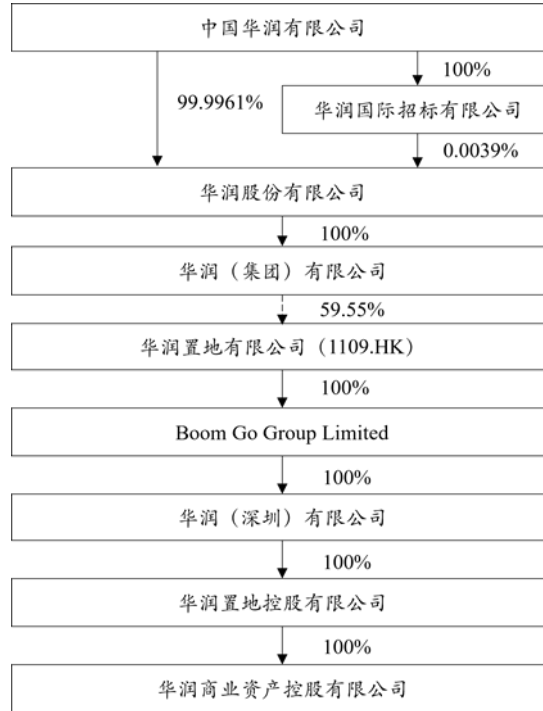 中国华润有限公司
100%
99.9961%
华润国际招标有限公司
0.0039%
华润股份有限公司
100%
华润（集团）有限公司
59.55%
华润置地有限公司（1109.HK）
100%
Boom Go Group Limited
100%
华润（深圳）有限公司
100%
华润置地控股有限公司
100%
华润商业资产控股有限公司